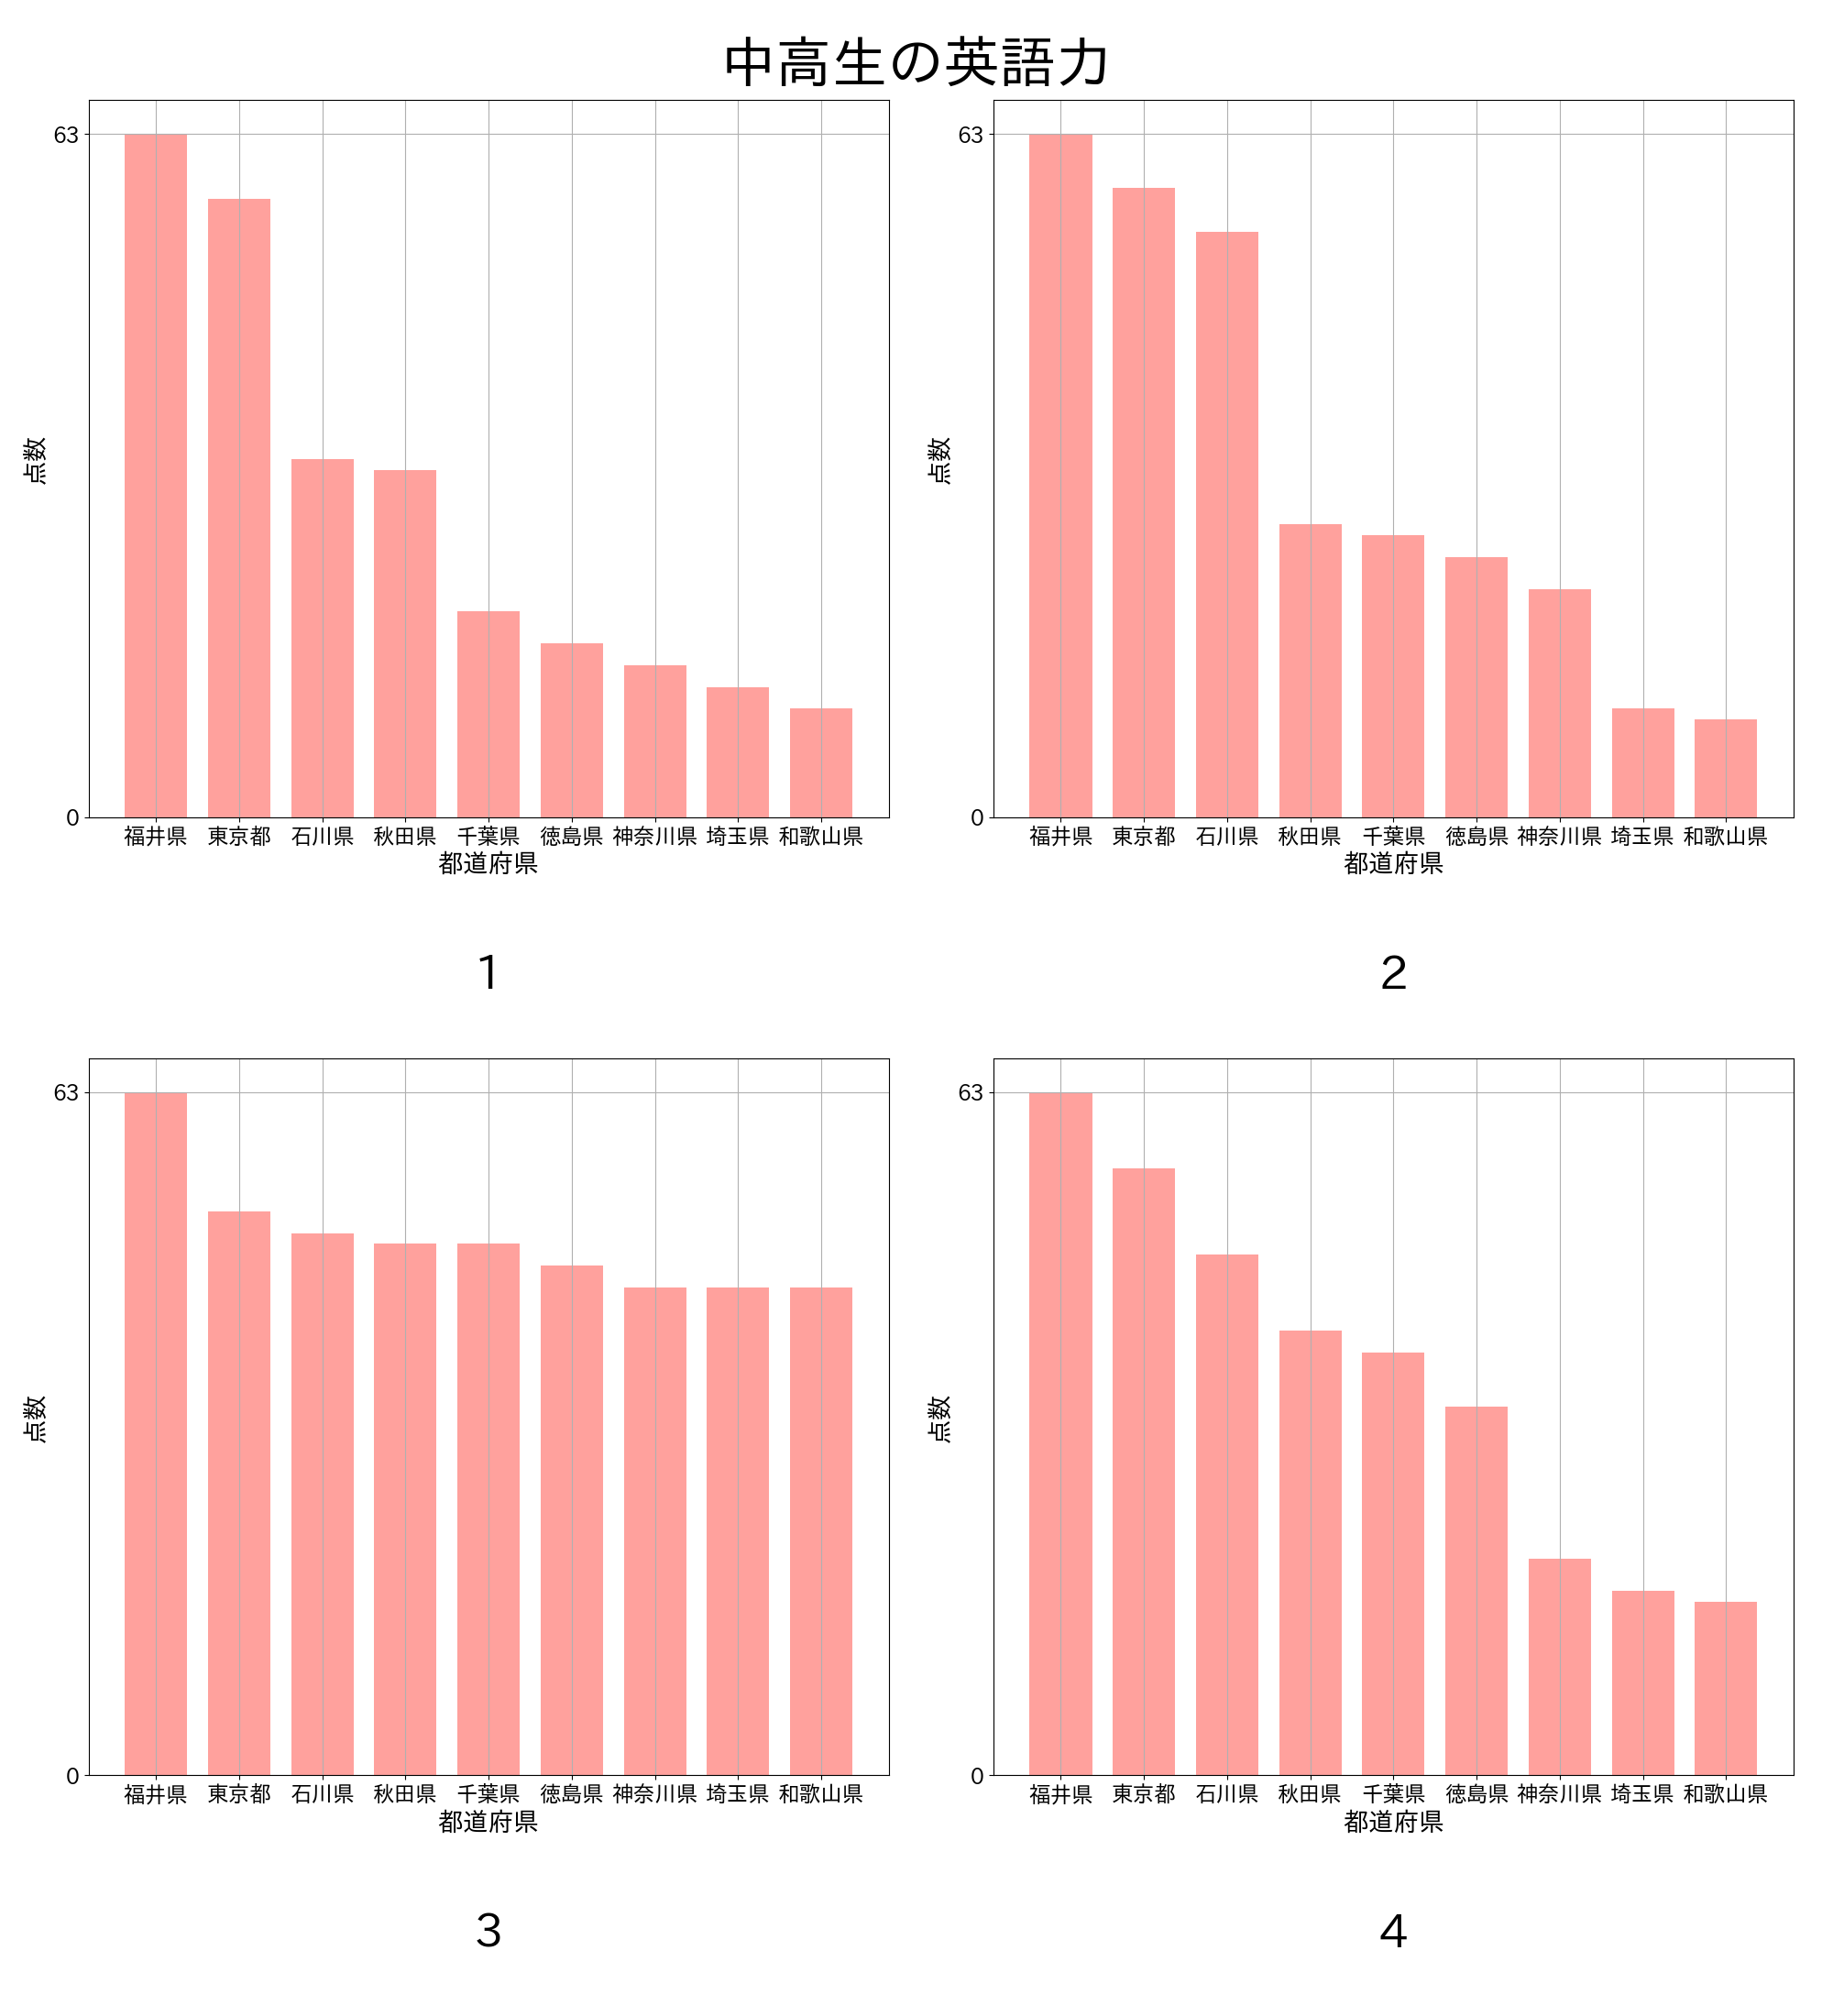 中高生の英語力
63
点数
0
福井県 東京都 石川県 秋田県 千葉県 徳島県 神奈川県 埼玉県 和歌山県
都道府県
1
63
点数
0
福井県 東京都 石川県 秋田県 千葉県 徳島県 神奈川県 埼玉県 和歌山県
都道府県
2
63
点数
0
福井県 東京都 石川県 秋田県 千葉県 徳島県 神奈川県 埼玉県 和歌山県
都道府県
3
63
点数
0
福井県 東京都 石川県 秋田県 千葉県 徳島県 神奈川県 埼玉県 和歌山県
都道府県
4